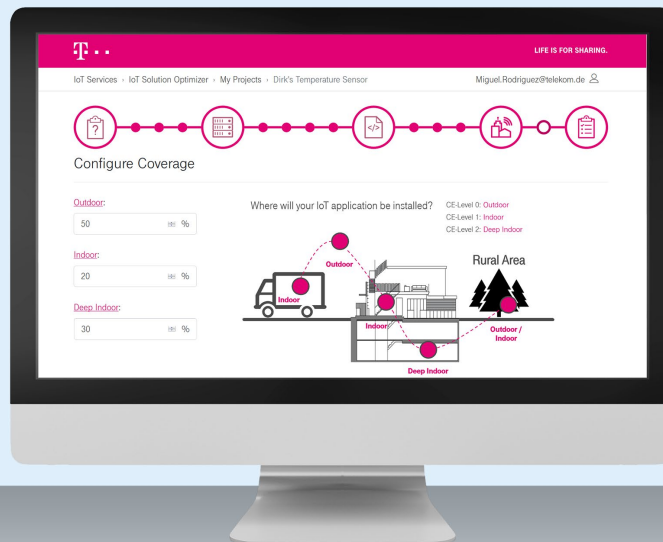 T··
LIFE IS FOR SHARING.
IoT Services › IoT Solution Optimizer › My Projects › Dirk's Temperature Sensor
Miguel.Rodriguez@telekom.de
?
</>
Configure Coverage
Outdoor:
50 %
Indoor:
20 %
Deep Indoor:
30 %
Where will your IoT application be installed?
CE-Level 0: Outdoor
CE-Level 1: Indoor
CE-Level 2: Deep Indoor
Outdoor
Rural Area
Indoor
Indoor
Outdoor /
Indoor
Deep Indoor